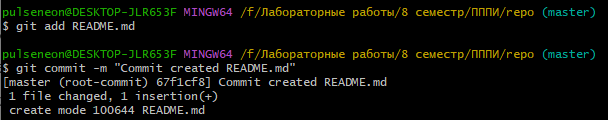 pulseneon@DESKTOP-JLR653F MINGW64 /f/Лабораторные работы/8 семестр/ПППИ/repo (master)
$ git add README.md
pulseneon@DESKTOP-JLR653F MINGW64 /f/Лабораторные работы/8 семестр/ПППИ/repo (master)
$ git commit -m "Commit created README.md"
[master (root-commit) 67f1cf8] Commit created README.md
 1 file changed, 1 insertion(+)
 create mode 100644 README.md